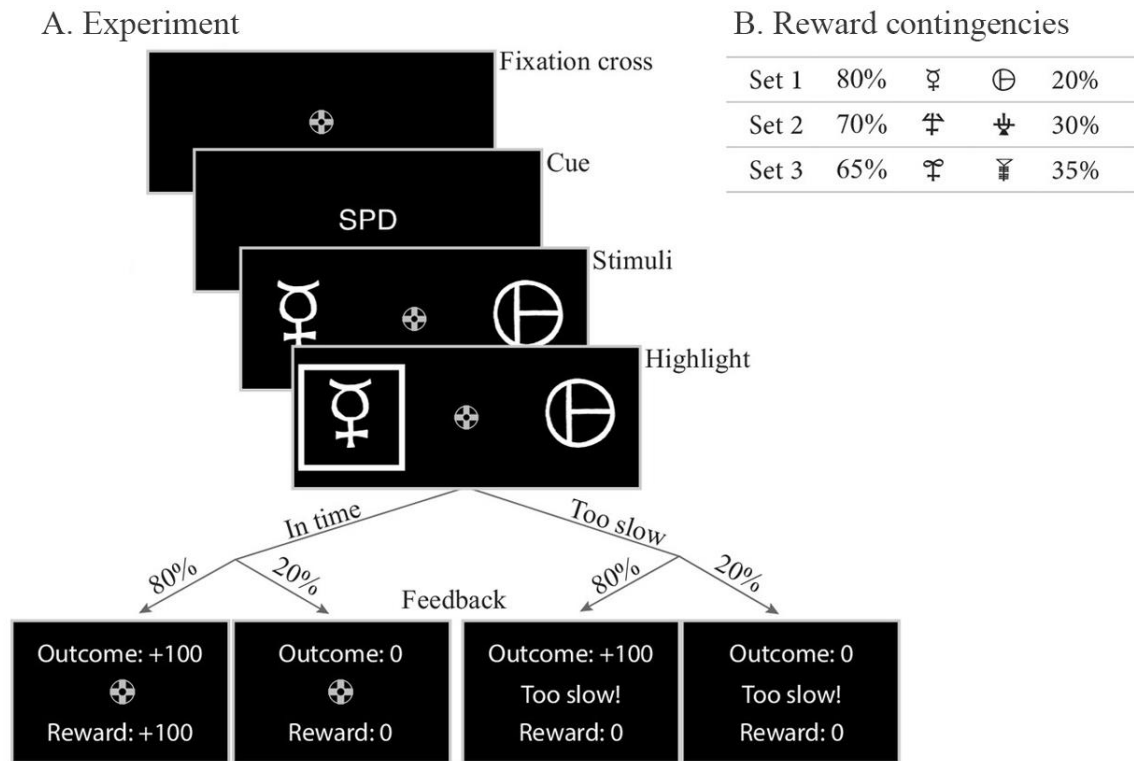 A. Experiment
Fixation cross
Cue
SPD
Stimuli
Highlight
In time
Too slow
80%
20%
80%
20%
Feedback
Outcome: +100
Reward: +100
Outcome: 0
Reward: 0
Outcome: +100
Too slow!
Reward: 0
Outcome: 0
Too slow!
Reward: 0
B. Reward contingencies
Set 1 80% 20%
Set 2 70% 30%
Set 3 65% 35%